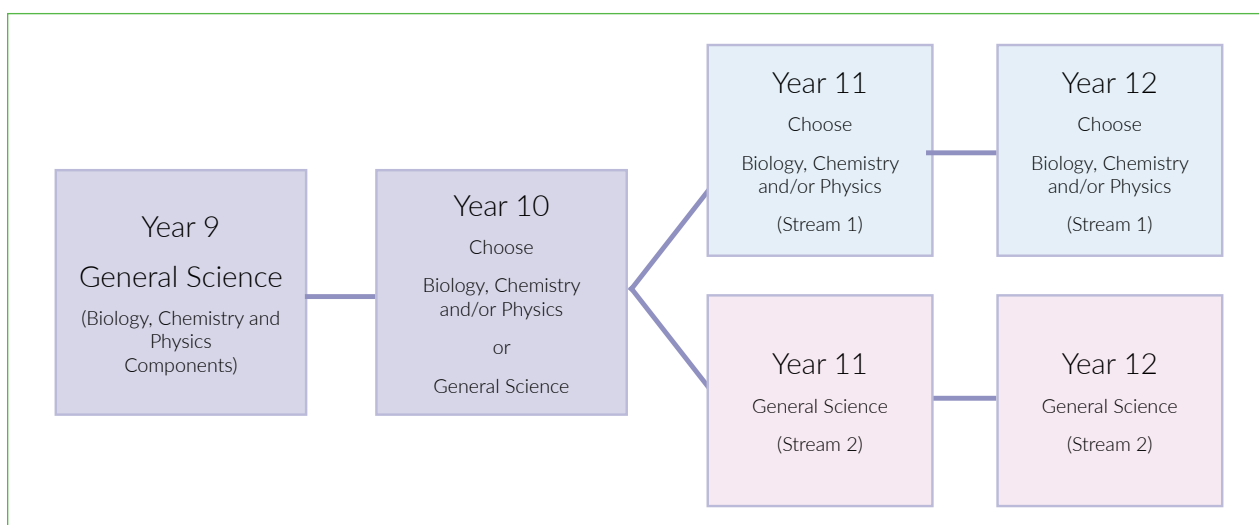 Year 9
General Science
(Biology, Chemistry and
Physics
Components)
Year 10
Choose
Biology, Chemistry
and/or Physics
or
General Science
Year 11
Choose
Biology, Chemistry
and/or Physics
(Stream 1)
Year 12
Choose
Biology, Chemistry
and/or Physics
(Stream 1)
Year 11
General Science
(Stream 2)
Year 12
General Science
(Stream 2)